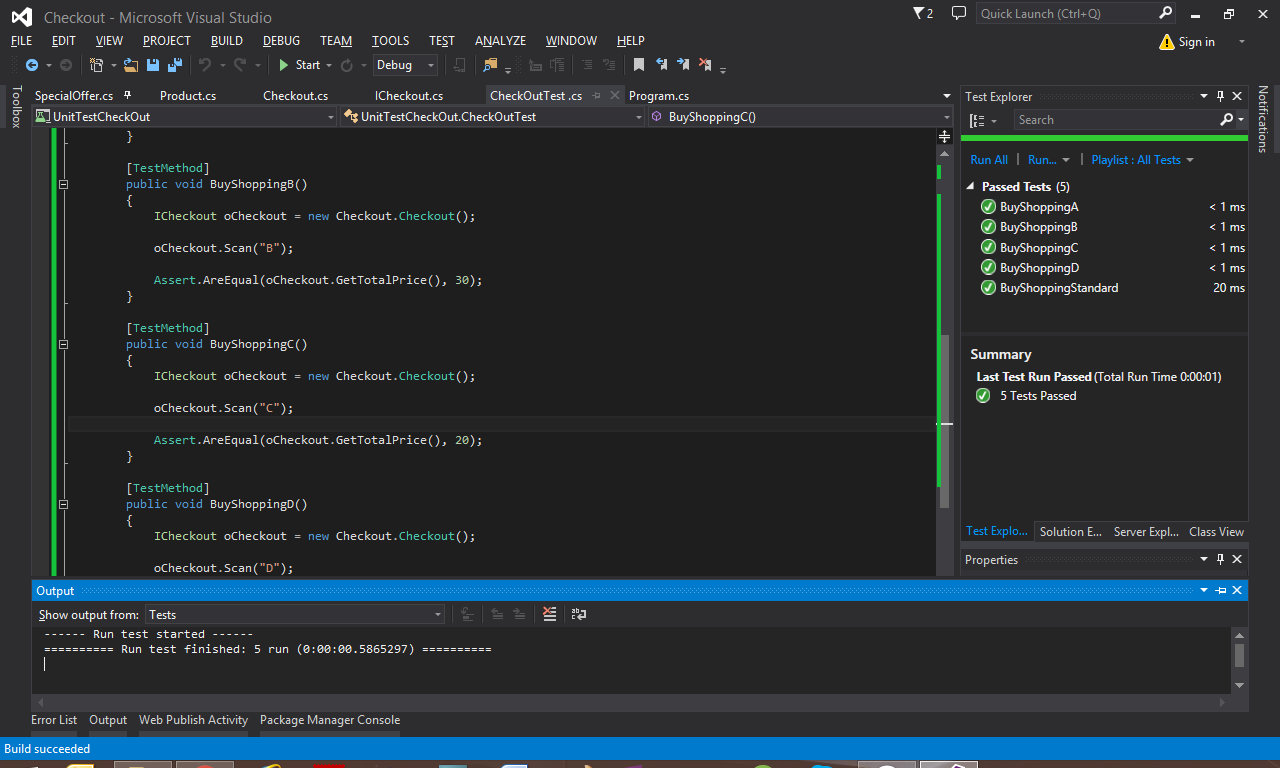 Checkout - Microsoft Visual Studio
2
Quick Launch (Ctrl+Q)
FILE EDIT VIEW PROJECT BUILD DEBUG TEAM TOOLS TEST ANALYZE WINDOW HELP
Sign in
Start Debug
Toolbox
SpecialOffer.cs Product.cs Checkout.cs ICheckout.cs CheckOutTest .cs Program.cs
UnitTestCheckOut UnitTestCheckOut.CheckOutTest BuyShoppingC()
}
[TestMethod]
public void BuyShoppingB()
{
ICheckout oCheckout = new Checkout.Checkout();
oCheckout.Scan("B");
Assert.AreEqual(oCheckout.GetTotalPrice(), 30);
}
[TestMethod]
public void BuyShoppingC()
{
ICheckout oCheckout = new Checkout.Checkout();
oCheckout.Scan("C");
Assert.AreEqual(oCheckout.GetTotalPrice(), 20);
}
[TestMethod]
public void BuyShoppingD()
{
ICheckout oCheckout = new Checkout.Checkout();
oCheckout.Scan("D");
Test Explorer
Search
Run All | Run... | Playlist : All Tests
Passed Tests (5)
BuyShoppingA < 1 ms
BuyShoppingB < 1 ms
BuyShoppingC < 1 ms
BuyShoppingD < 1 ms
BuyShoppingStandard 20 ms
Summary
Last Test Run Passed (Total Run Time 0:00:01)
5 Tests Passed
Test Explo... Solution E... Server Expl... Class View
Properties
Notifications
Output
Show output from: Tests
------ Run test started ------
========== Run test finished: 5 run (0:00:00.5865297) ==========
Error List Output Web Publish Activity Package Manager Console
Build succeeded